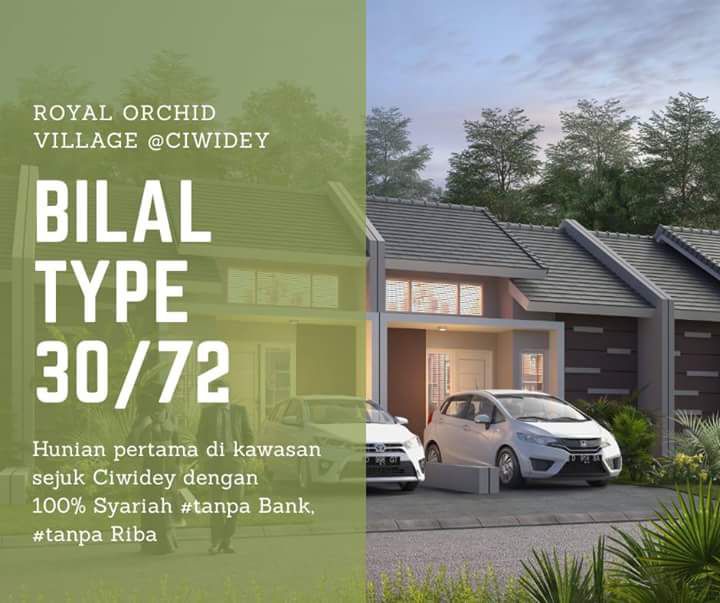 ROYAL ORCHID
VILLAGE @CIWIDEY
BILAL
TYPE
30/72
Hunian pertama di kawasan
sejuk Ciwidey dengan
100% Syariah #tanpa Bank,
#tanpa Riba